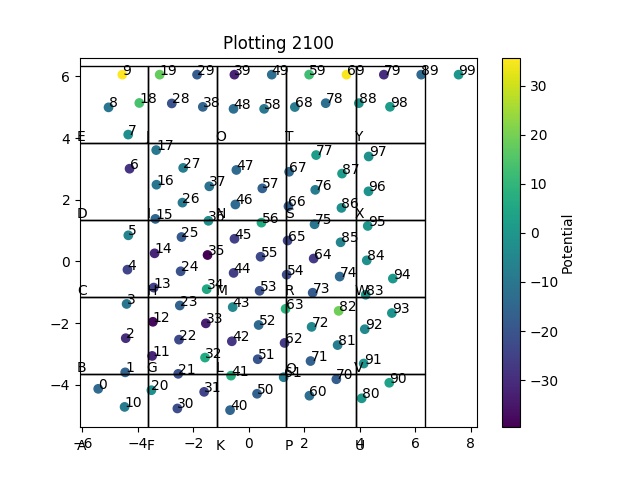 Plotting 2100
9 19 29 39 49 59 69 79 89 99
8 18 28 38 48 58 68 78 88 98
7
E J O T Y
17 77 97
6 16 27 37 47 57 67 76 87 96
26 46 66 86
D I N S X
15 36 56 75 95
5 14 25 35 45 55 65 64 85 84
4 24 44 54 74 94
13 34 53 73 83
C H M R W
3 23 43 63 82 93
12 33 52 72 92
2 22 42 62 81
11 32 51 71 91
B G L Q V
1 21 41 61 70 90
0 20 31 50 60 80
10 30 40
A F K P U
6
4
2
0
−2
−4
−6 −4 −2 0 2 4 6 8
30
20
10
0
−10
−20
−30
Potential